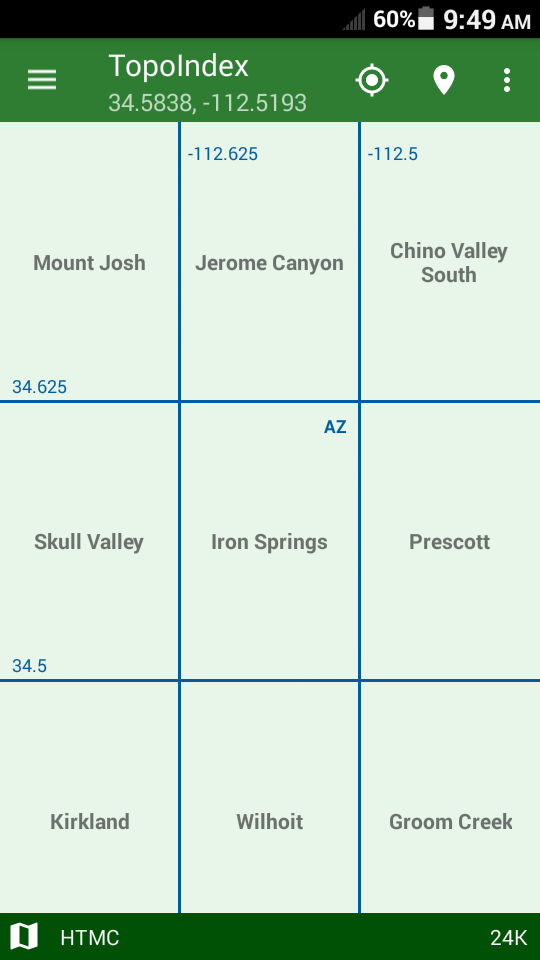 60% 9:49 AM
TopoIndex
34.5838, -112.5193
-112.625 -112.5
Mount Josh Jerome Canyon Chino Valley
South
34.625
AZ
Skull Valley Iron Springs Prescott
34.5
Kirkland Wilhoit Groom Creek
HTMC 24K